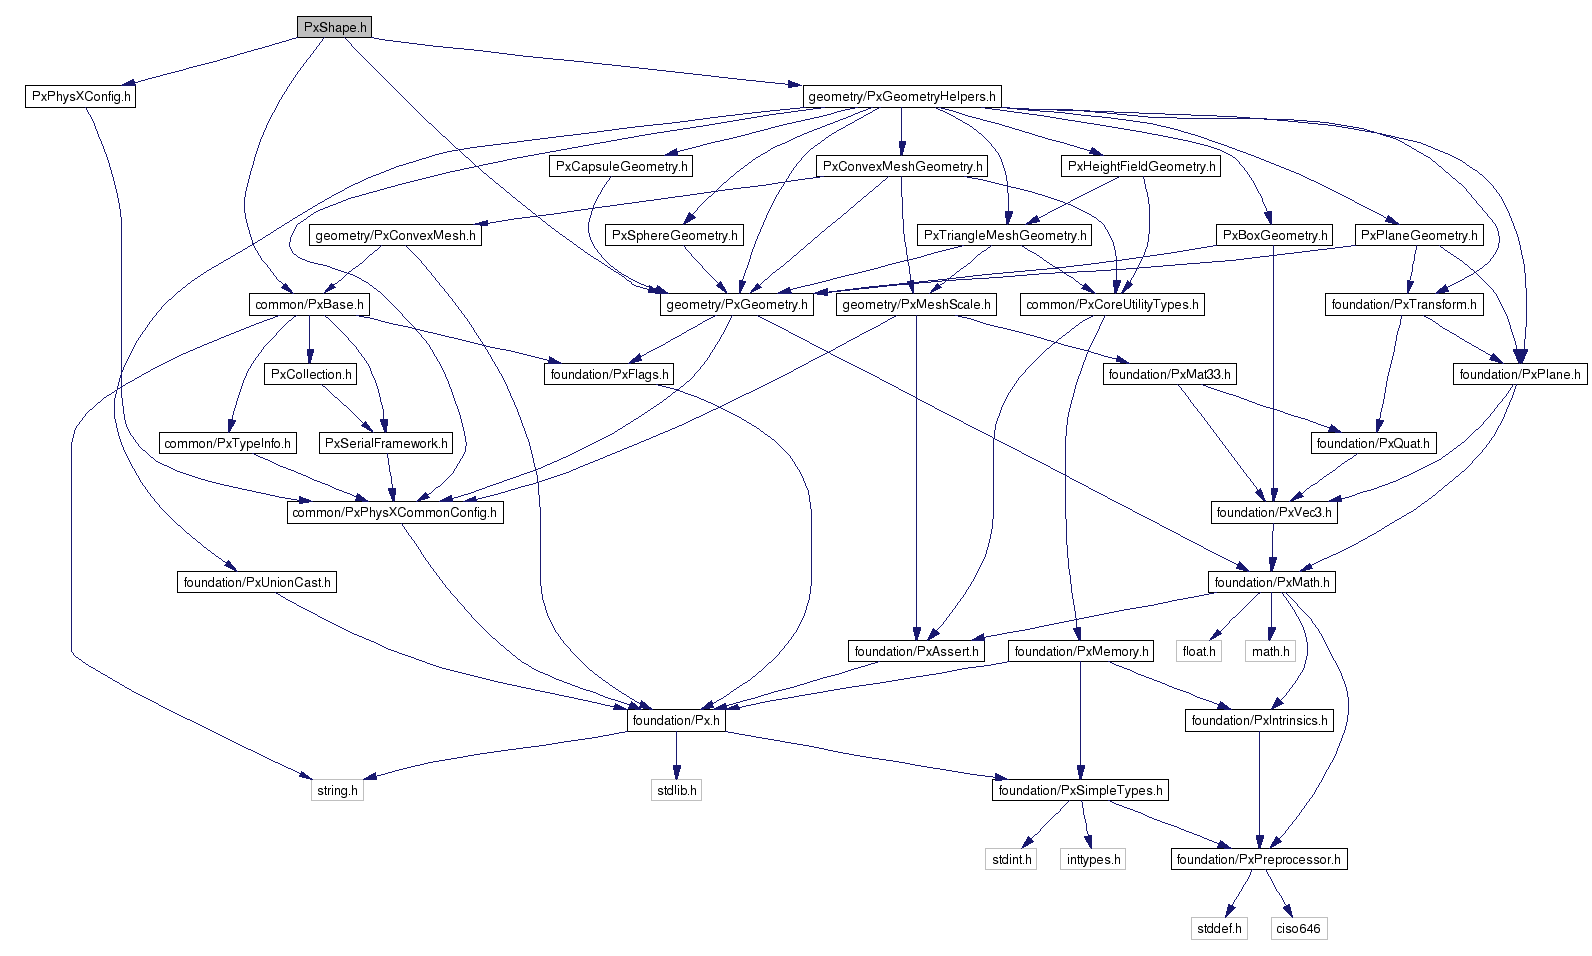 PxShape.h
PxPhysXConfig.h
geometry/PxGeometryHelpers.h
PxCapsuleGeometry.h
PxConvexMeshGeometry.h
PxHeightFieldGeometry.h
geometry/PxConvexMesh.h
PxSphereGeometry.h
PxTriangleMeshGeometry.h
PxBoxGeometry.h
PxPlaneGeometry.h
common/PxBase.h
geometry/PxGeometry.h
geometry/PxMeshScale.h
common/PxCoreUtilityTypes.h
foundation/PxTransform.h
PxCollection.h
foundation/PxFlags.h
foundation/PxMat33.h
foundation/PxPlane.h
common/PxTypeInfo.h
PxSerialFramework.h
foundation/PxQuat.h
common/PxPhysXCommonConfig.h
foundation/PxVec3.h
foundation/PxUnionCast.h
foundation/PxMath.h
foundation/PxAssert.h
foundation/PxMemory.h
float.h
math.h
foundation/Px.h
foundation/PxIntrinsics.h
string.h
stdlib.h
foundation/PxSimpleTypes.h
stdint.h
inttypes.h
foundation/PxPreprocessor.h
stddef.h
ciso646